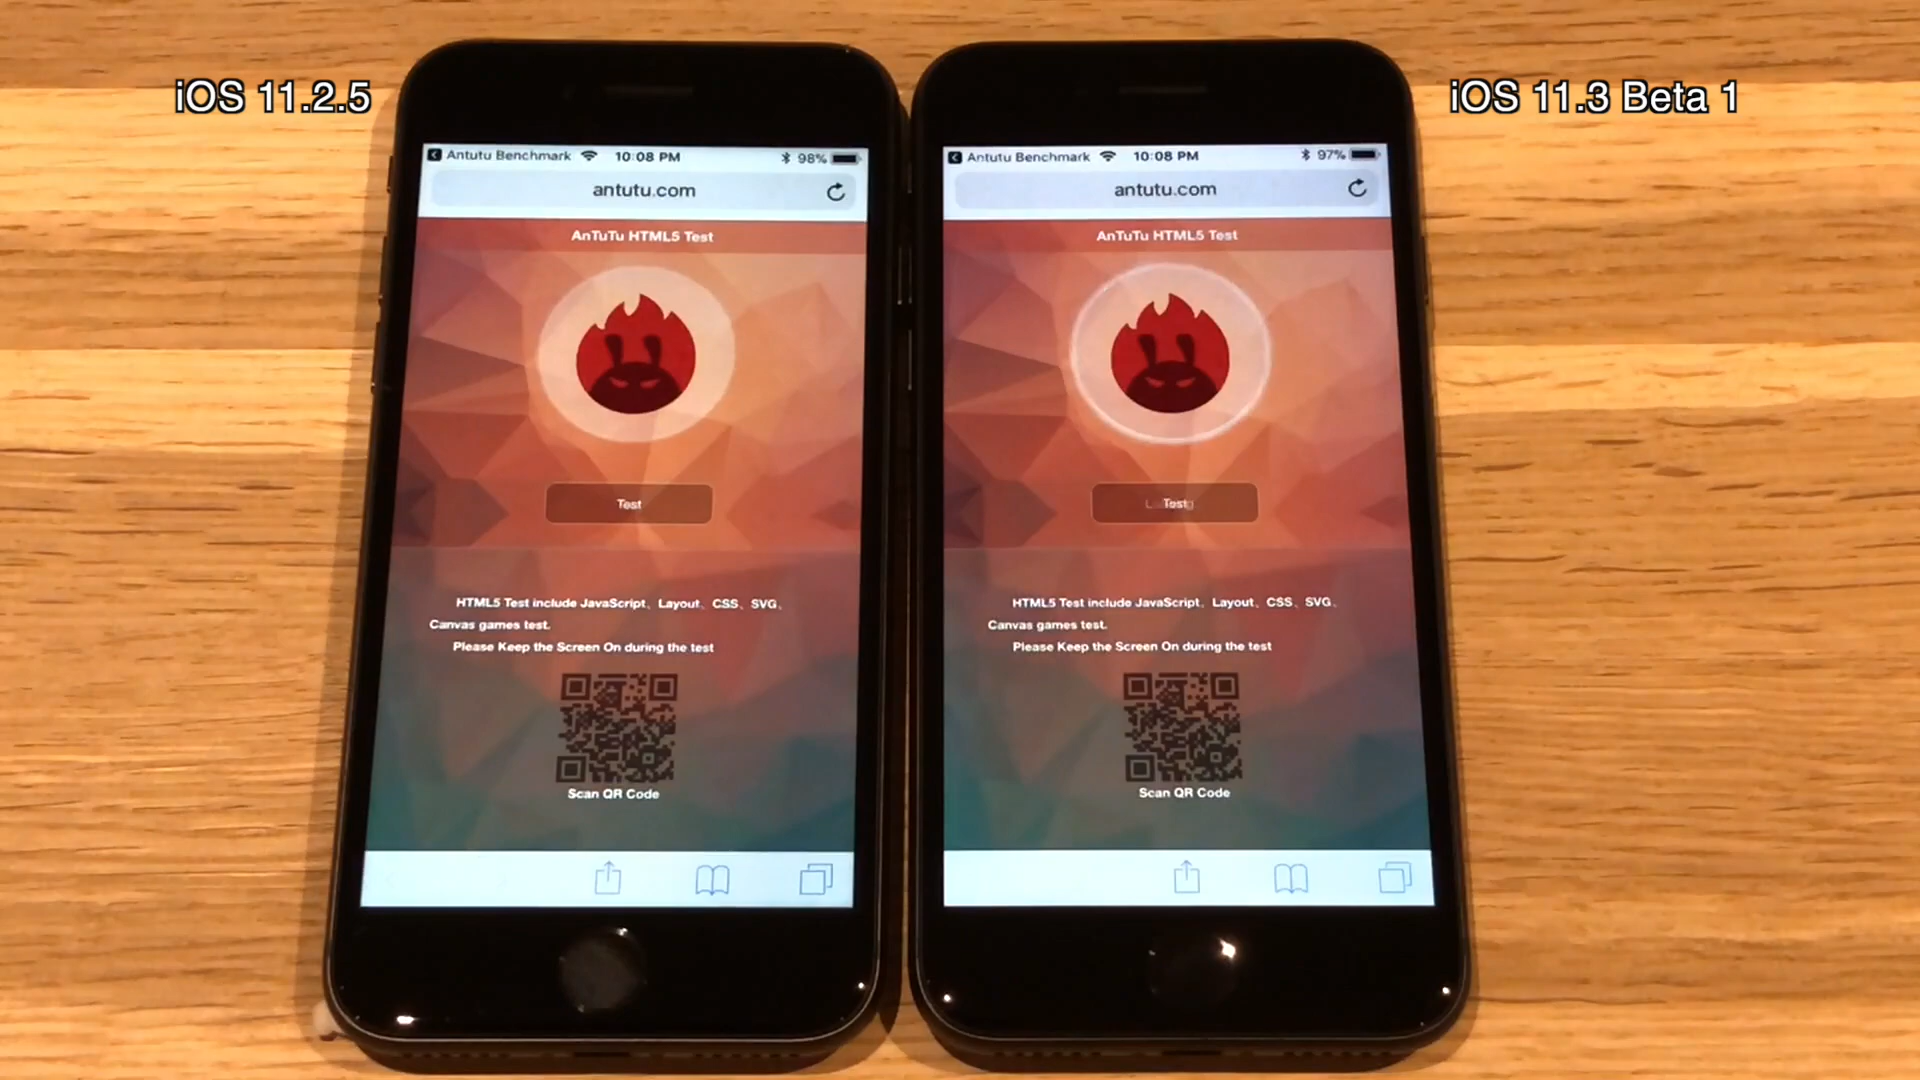 iOS 11.2.5
iOS 11.3 Beta 1
Antutu Benchmark 10:08 PM 98%
antutu.com
AnTuTu HTML5 Test
Test
HTML5 Test include JavaScript、Layout、CSS、SVG、
Canvas games test.
Please Keep the Screen On during the test
Scan QR Code
Antutu Benchmark 10:08 PM 97%
antutu.com
AnTuTu HTML5 Test
Test
HTML5 Test include JavaScript、Layout、CSS、SVG、
Canvas games test.
Please Keep the Screen On during the test
Scan QR Code